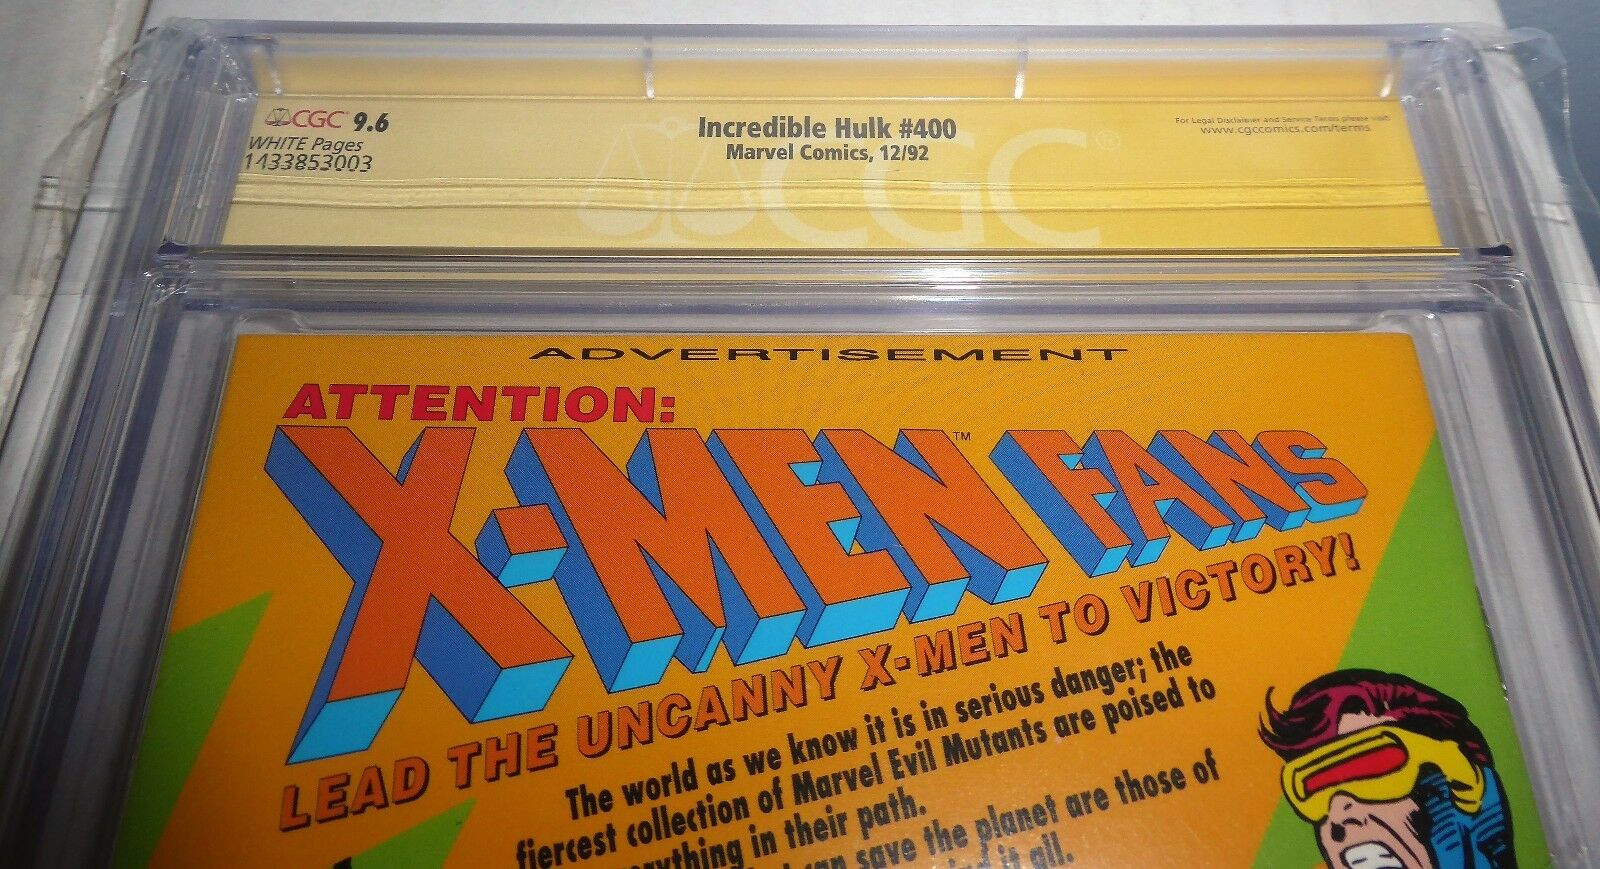 CGC 9.6
WHITE Pages
1433853003
Incredible Hulk #400
Marvel Comics, 12/92
For Legal Disclaimer and Service Terms please visit:
www.cgccomics.com/terms
CGC®
ADVERTISEMENT
ATTENTION:
X-MEN™ FANS
LEAD THE UNCANNY X-MEN TO VICTORY!
The world as we know it is in serious danger; the
fiercest collection of Marvel Evil Mutants are poised to
in their path.
can save the planet are those of
it all.